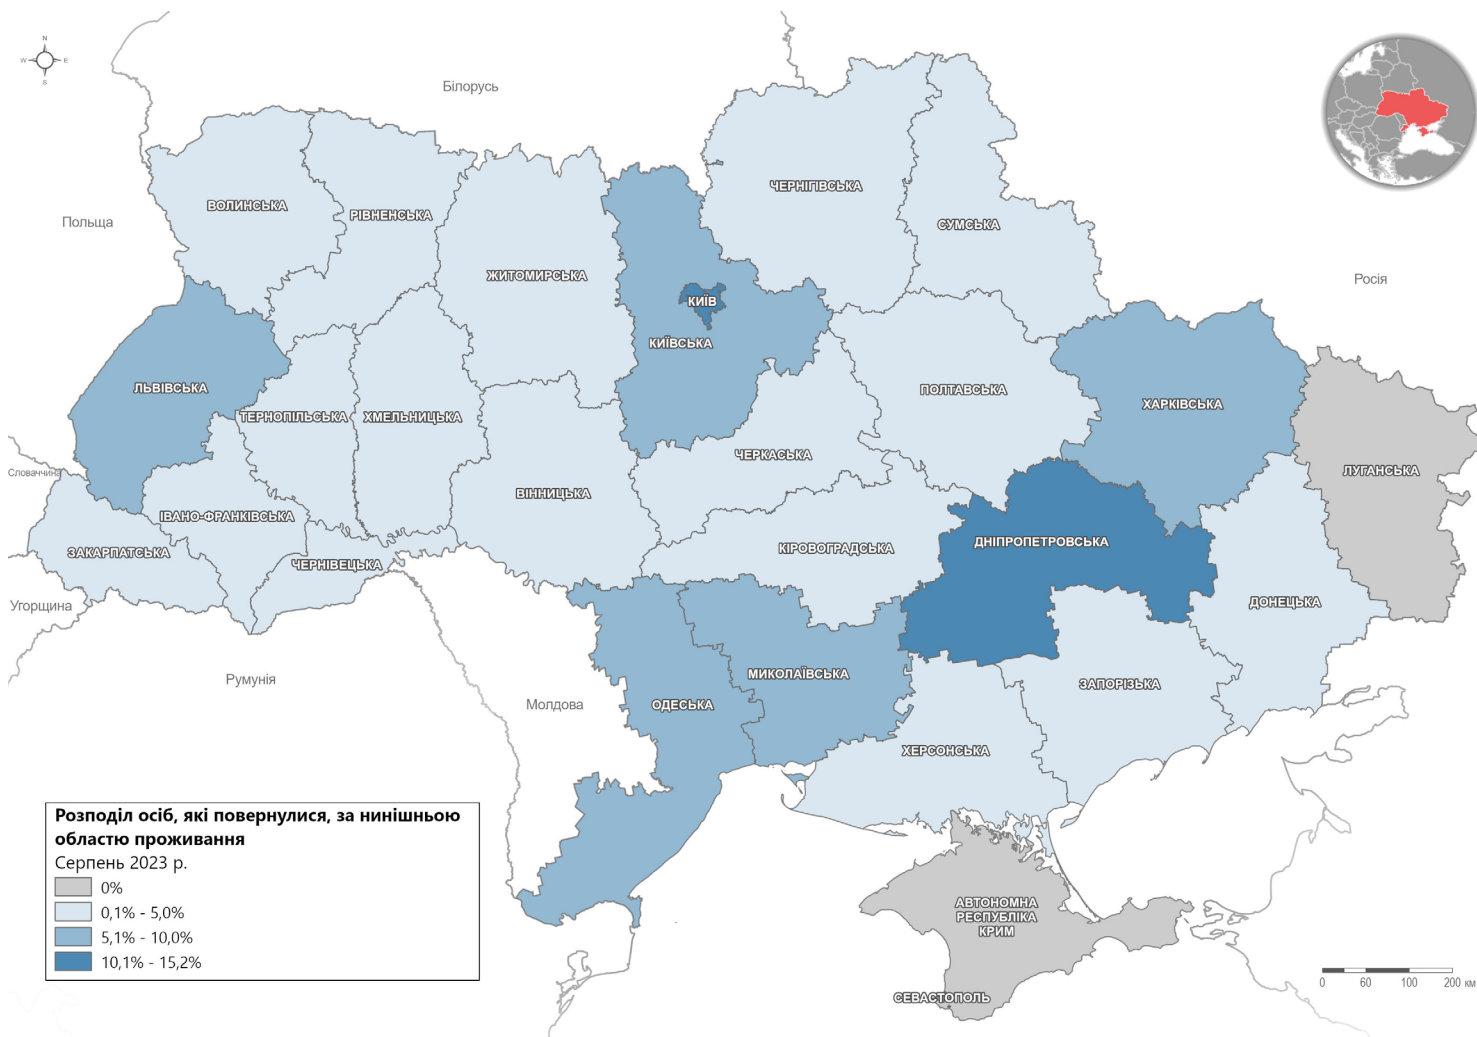 N
W
E
S
Білорусь
Польща
Росія
Словаччина
Угорщина
Румунія
Молдова
ВОЛИНСЬКА
РІВНЕНСЬКА
ЖИТОМИРСЬКА
ЧЕРНІГІВСЬКА
СУМСЬКА
КИЇВ
КИЇВСЬКА
ЛЬВІВСЬКА
ТЕРНОПІЛЬСЬКА
ХМЕЛЬНИЦЬКА
ПОЛТАВСЬКА
ХАРКІВСЬКА
ЛУГАНСЬКА
ЧЕРКАСЬКА
ВІННИЦЬКА
ІВАНО-ФРАНКІВСЬКА
ЗАКАРПАТСЬКА
ЧЕРНІВЕЦЬКА
КІРОВОГРАДСЬКА
ДНІПРОПЕТРОВСЬКА
ДОНЕЦЬКА
МИКОЛАЇВСЬКА
ЗАПОРІЗЬКА
ОДЕСЬКА
ХЕРСОНСЬКА
АВТОНОМНА
РЕСПУБЛІКА
КРИМ
СЕВАСТОПОЛЬ
Розподіл осіб, які повернулися, за нинішньою
областю проживання
Серпень 2023 р.
0%
0,1% - 5,0%
5,1% - 10,0%
10,1% - 15,2%
0 60 100 200 км